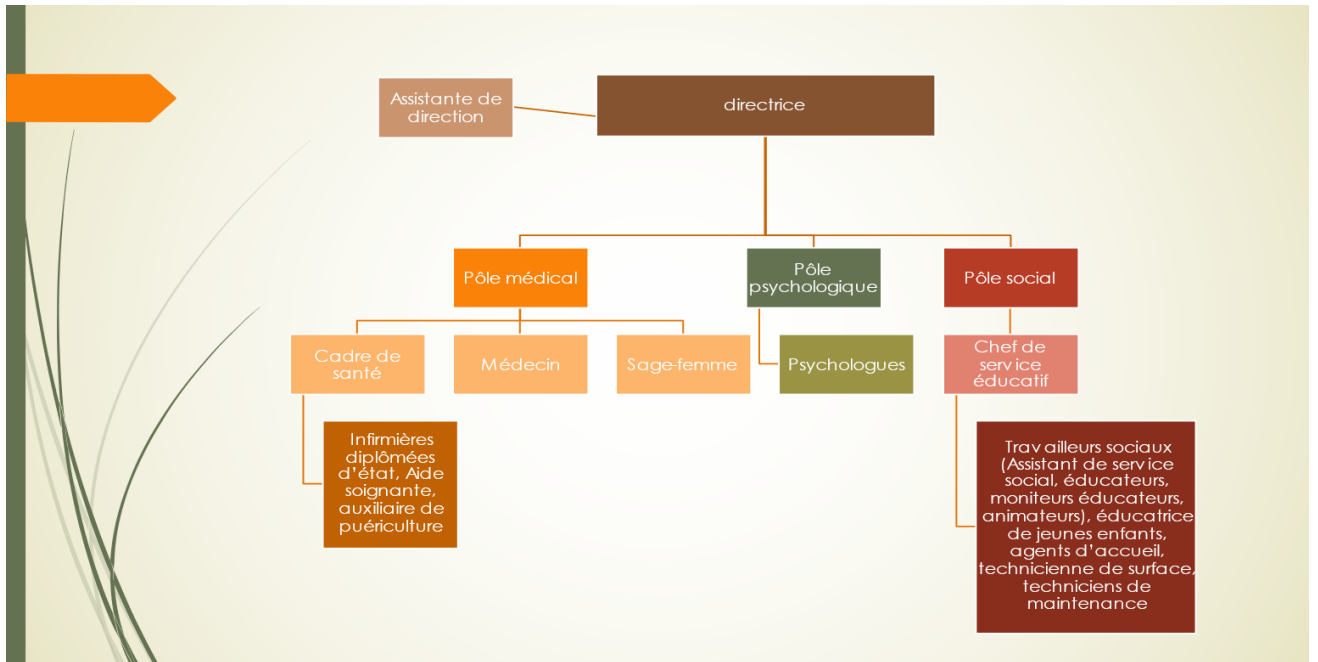 Assistante de
direction
directrice
Pôle médical
Pôle
psychologique
Pôle social
Cadre de
santé
Médecin
Sage-femme
Psychologues
Chef de
service
éducatif
Infirmières
diplômées
d’état, Aide
soignante,
auxiliaire de
puériculture
Travailleurs sociaux
(Assistant de service
social, éducateurs,
moniteurs éducateurs,
animateurs), éducatrice
de jeunes enfants,
agents d’accueil,
technicienne de surface,
techniciens de
maintenance